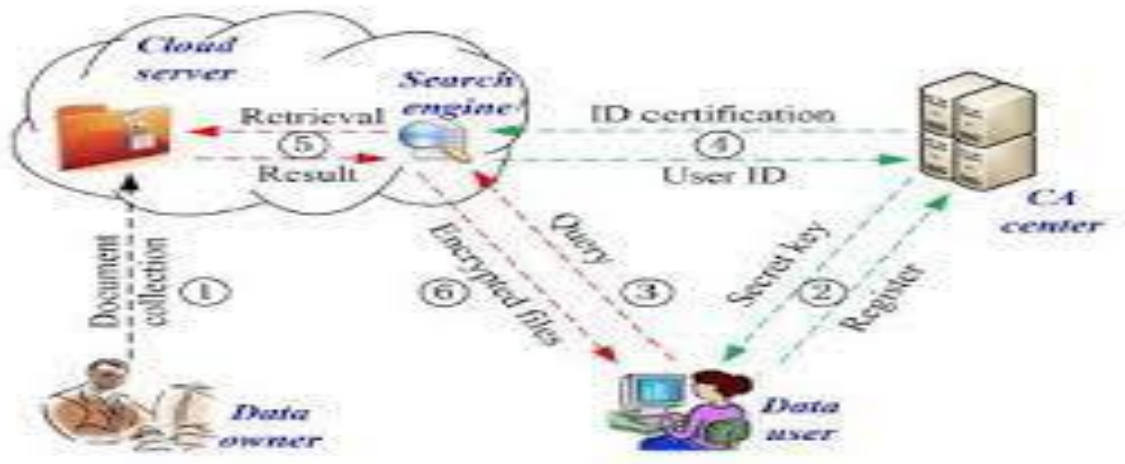 Cloud
server
Search
engine
Retrieval
⑤
Result
ID certification
④
User ID
CA
center
Document
collection
①
Encrypted files
⑥
Query
③
Secret key
②
Register
Data
owner
Data
user